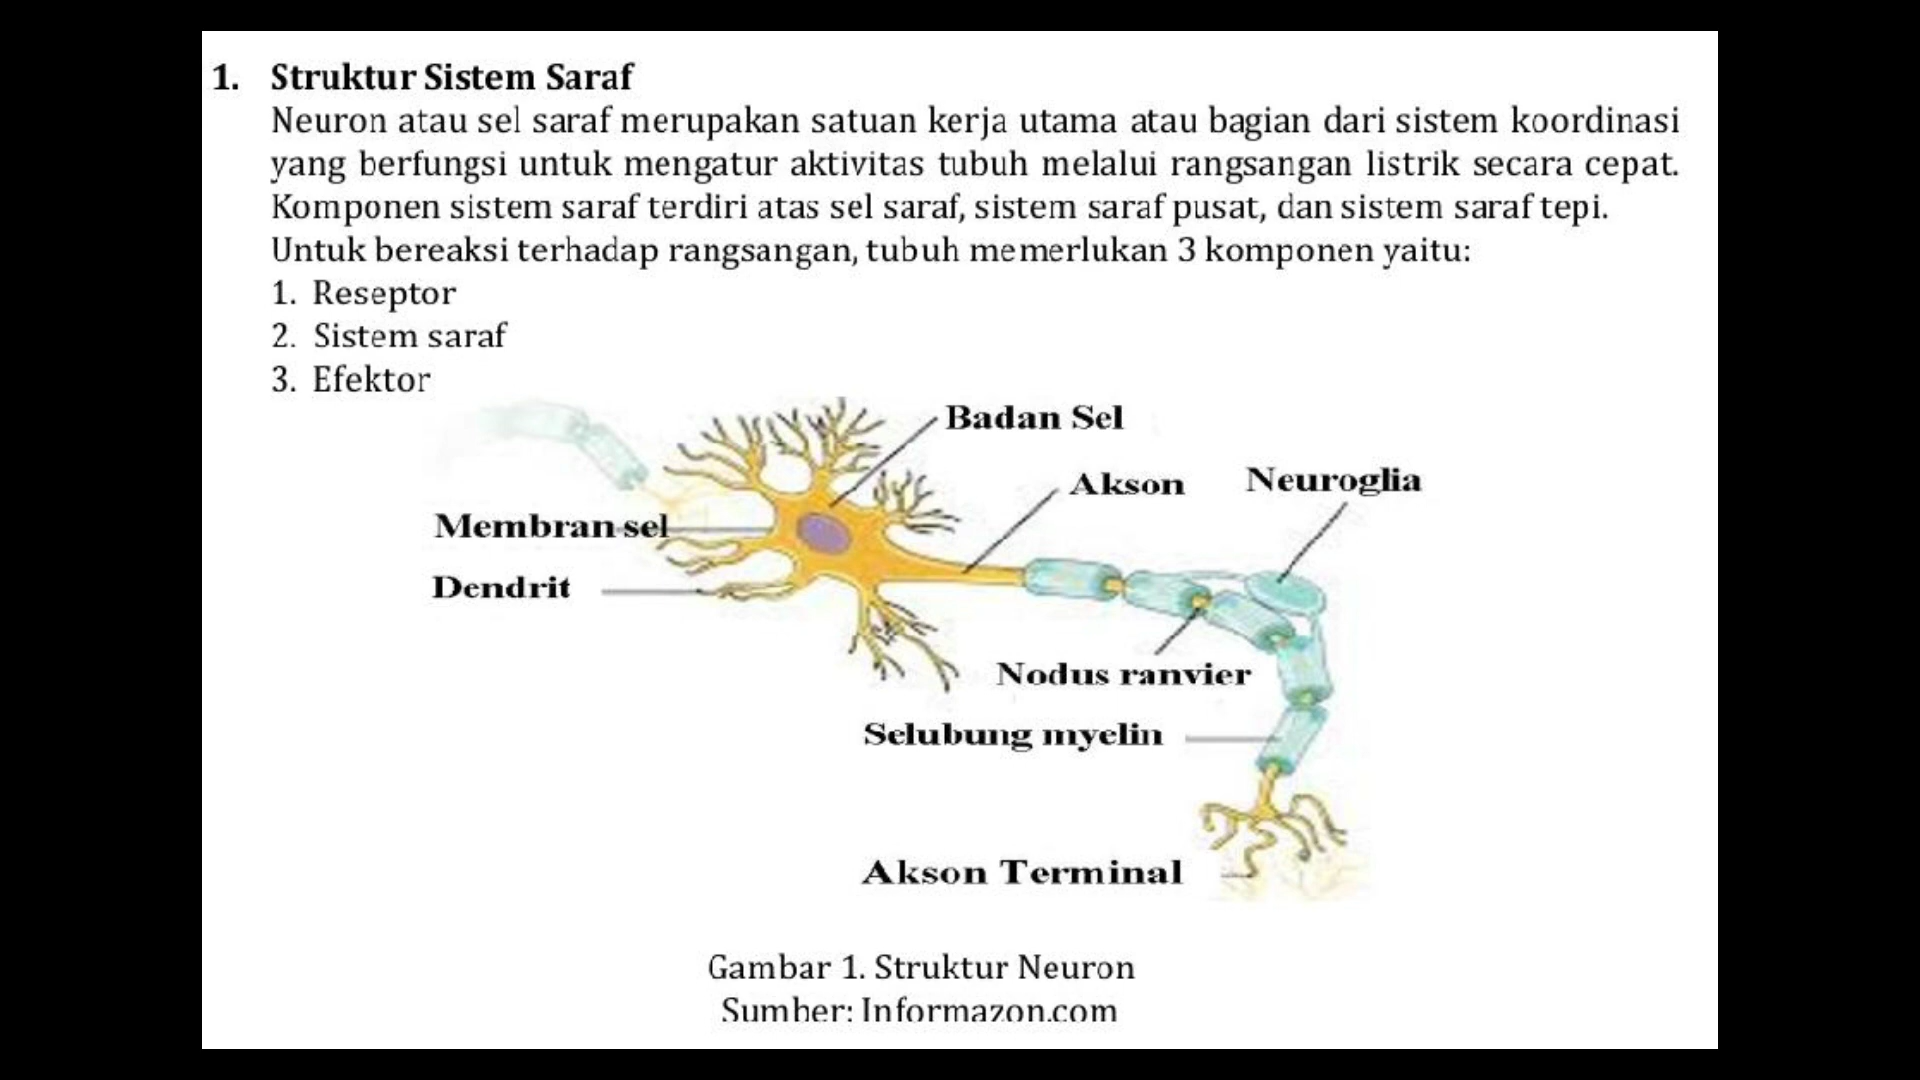 1. Struktur Sistem Saraf
Neuron atau sel saraf merupakan satuan kerja utama atau bagian dari sistem koordinasi
yang berfungsi untuk mengatur aktivitas tubuh melalui rangsangan listrik secara cepat.
Komponen sistem saraf terdiri atas sel saraf, sistem saraf pusat, dan sistem saraf tepi.
Untuk bereaksi terhadap rangsangan, tubuh memerlukan 3 komponen yaitu:
1. Reseptor
2. Sistem saraf
3. Efektor
Badan Sel
Akson
Neuroglia
Membran sel
Dendrit
Nodus ranvier
Selubung myelin
Akson Terminal
Gambar 1. Struktur Neuron
Sumber: Informazon.com